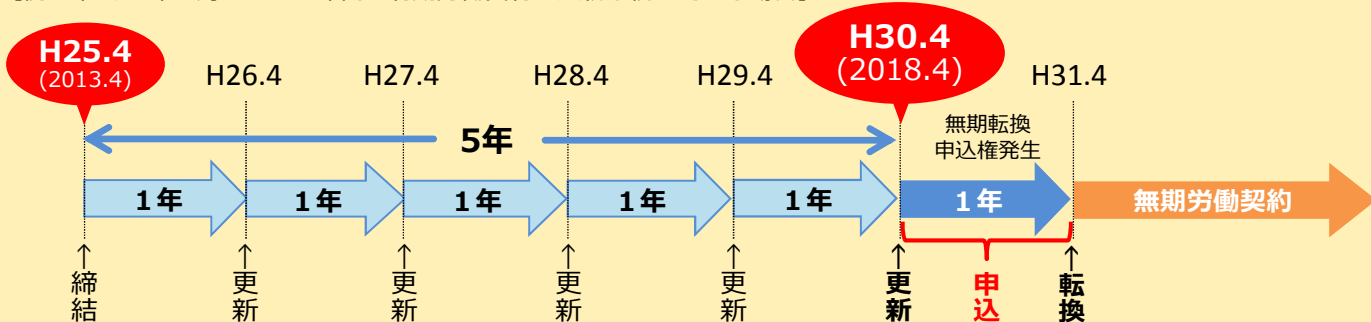 H25.4
(2013.4)
H26.4
H27.4
H28.4
H29.4
H30.4
(2018.4)
H31.4
5年
無期転換
申込権発生
1年
1年
1年
1年
1年
1年
無期労働契約
↑締結
↑更新
↑更新
↑更新
↑更新
↑更新
申込
↑転換